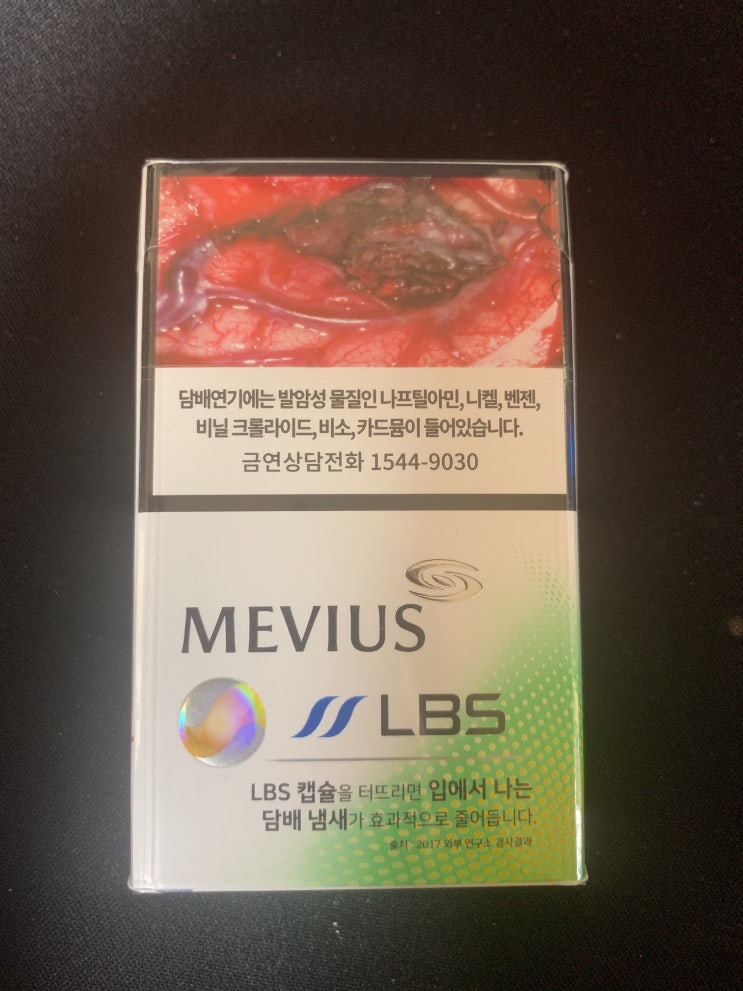 담배연기에는 발암성 물질인 나프틸아민, 니켈, 벤젠,
비닐 크롤라이드, 비소, 카드뮴이 들어있습니다.
금연상담전화 1544-9030
MEVIUS
LBS
LBS 캡슐을 터뜨리면 입에서 나는
담배 냄새가 효과적으로 줄어듭니다.
출처 : 2017 외부 연구소 검사결과